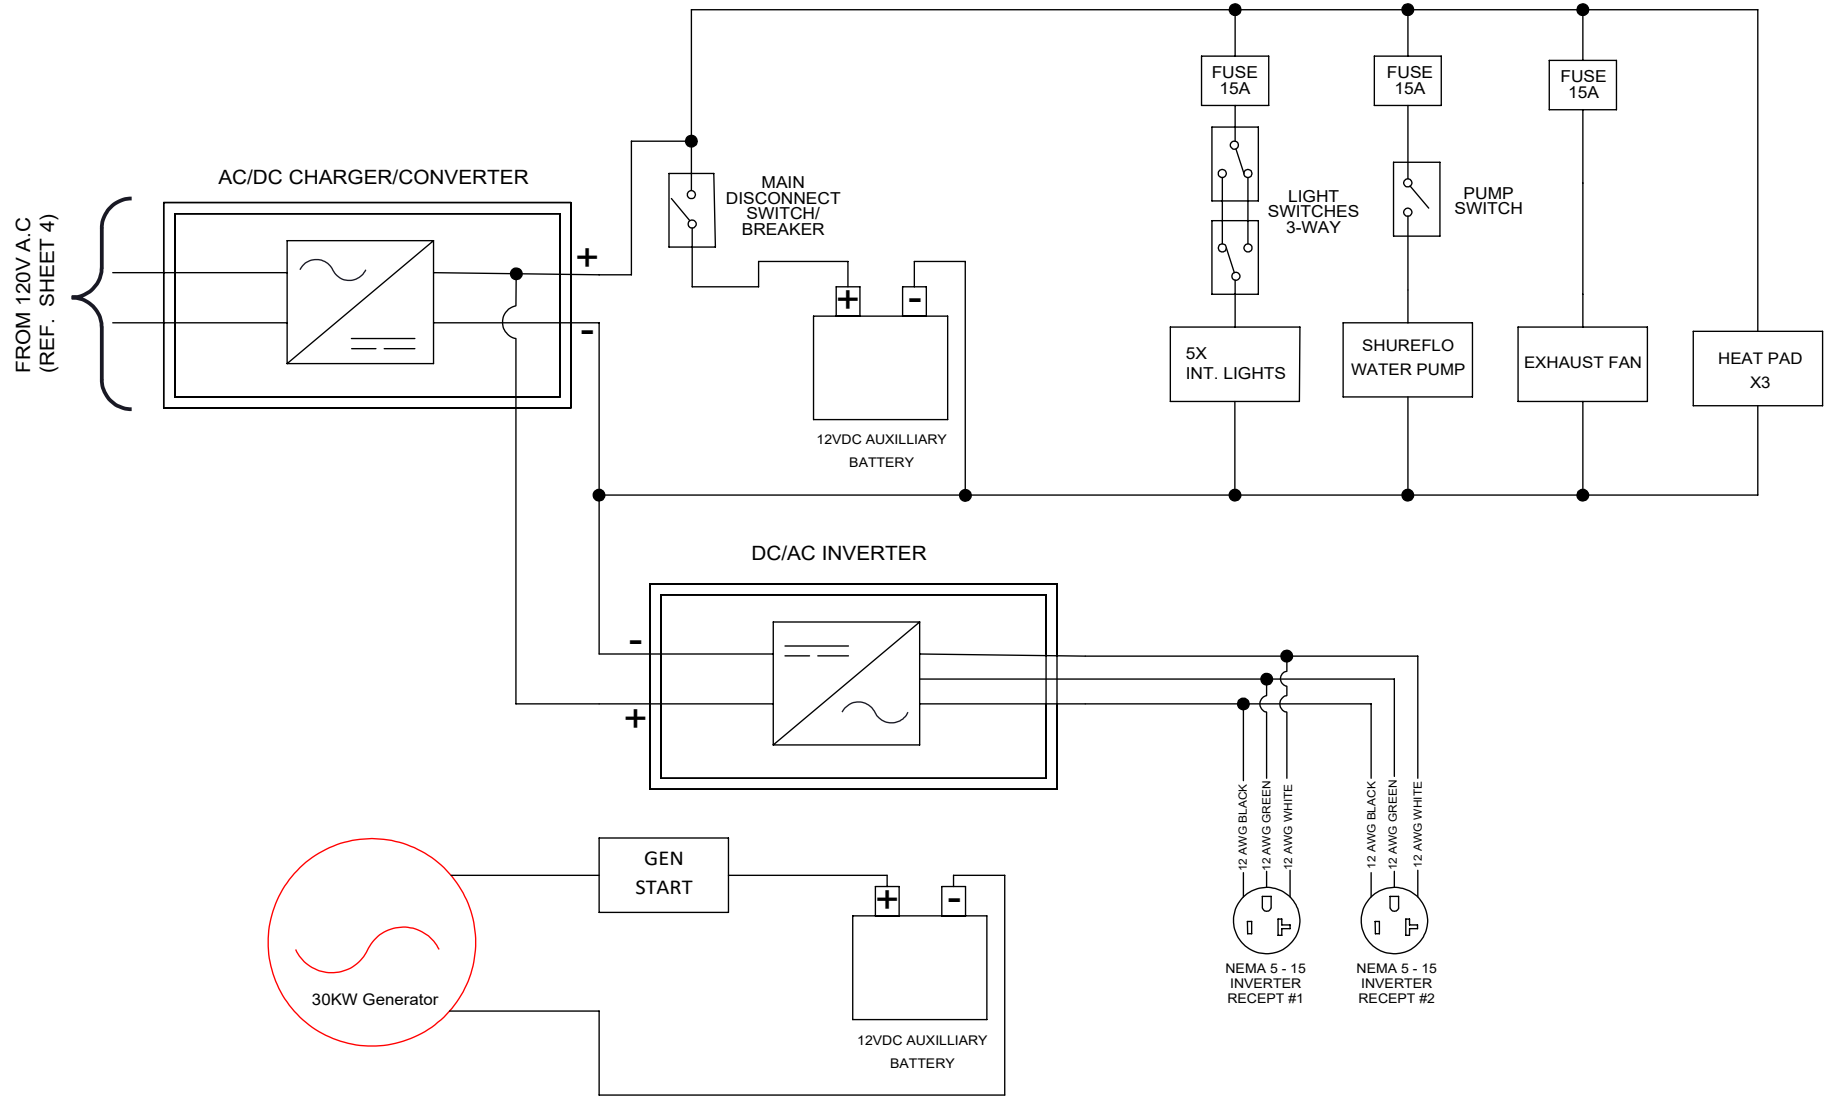 FUSE
15A
FUSE
15A
FUSE
15A
AC/DC CHARGER/CONVERTER
FROM 120V A.C
(REF. SHEET 4)
+
-
MAIN
DISCONNECT
SWITCH/
BREAKER
LIGHT
SWITCHES
3-WAY
PUMP
SWITCH
+
-
12VDC AUXILLIARY
BATTERY
5X
INT. LIGHTS
SHUREFLO
WATER PUMP
EXHAUST FAN
HEAT PAD
X3
DC/AC INVERTER
-
+
12 AWG BLACK
12 AWG GREEN
12 AWG WHITE
12 AWG BLACK
12 AWG GREEN
12 AWG WHITE
GEN
START
30KW Generator
+
-
12VDC AUXILLIARY
BATTERY
NEMA 5 - 15
INVERTER
RECEPT #1
NEMA 5 - 15
INVERTER
RECEPT #2